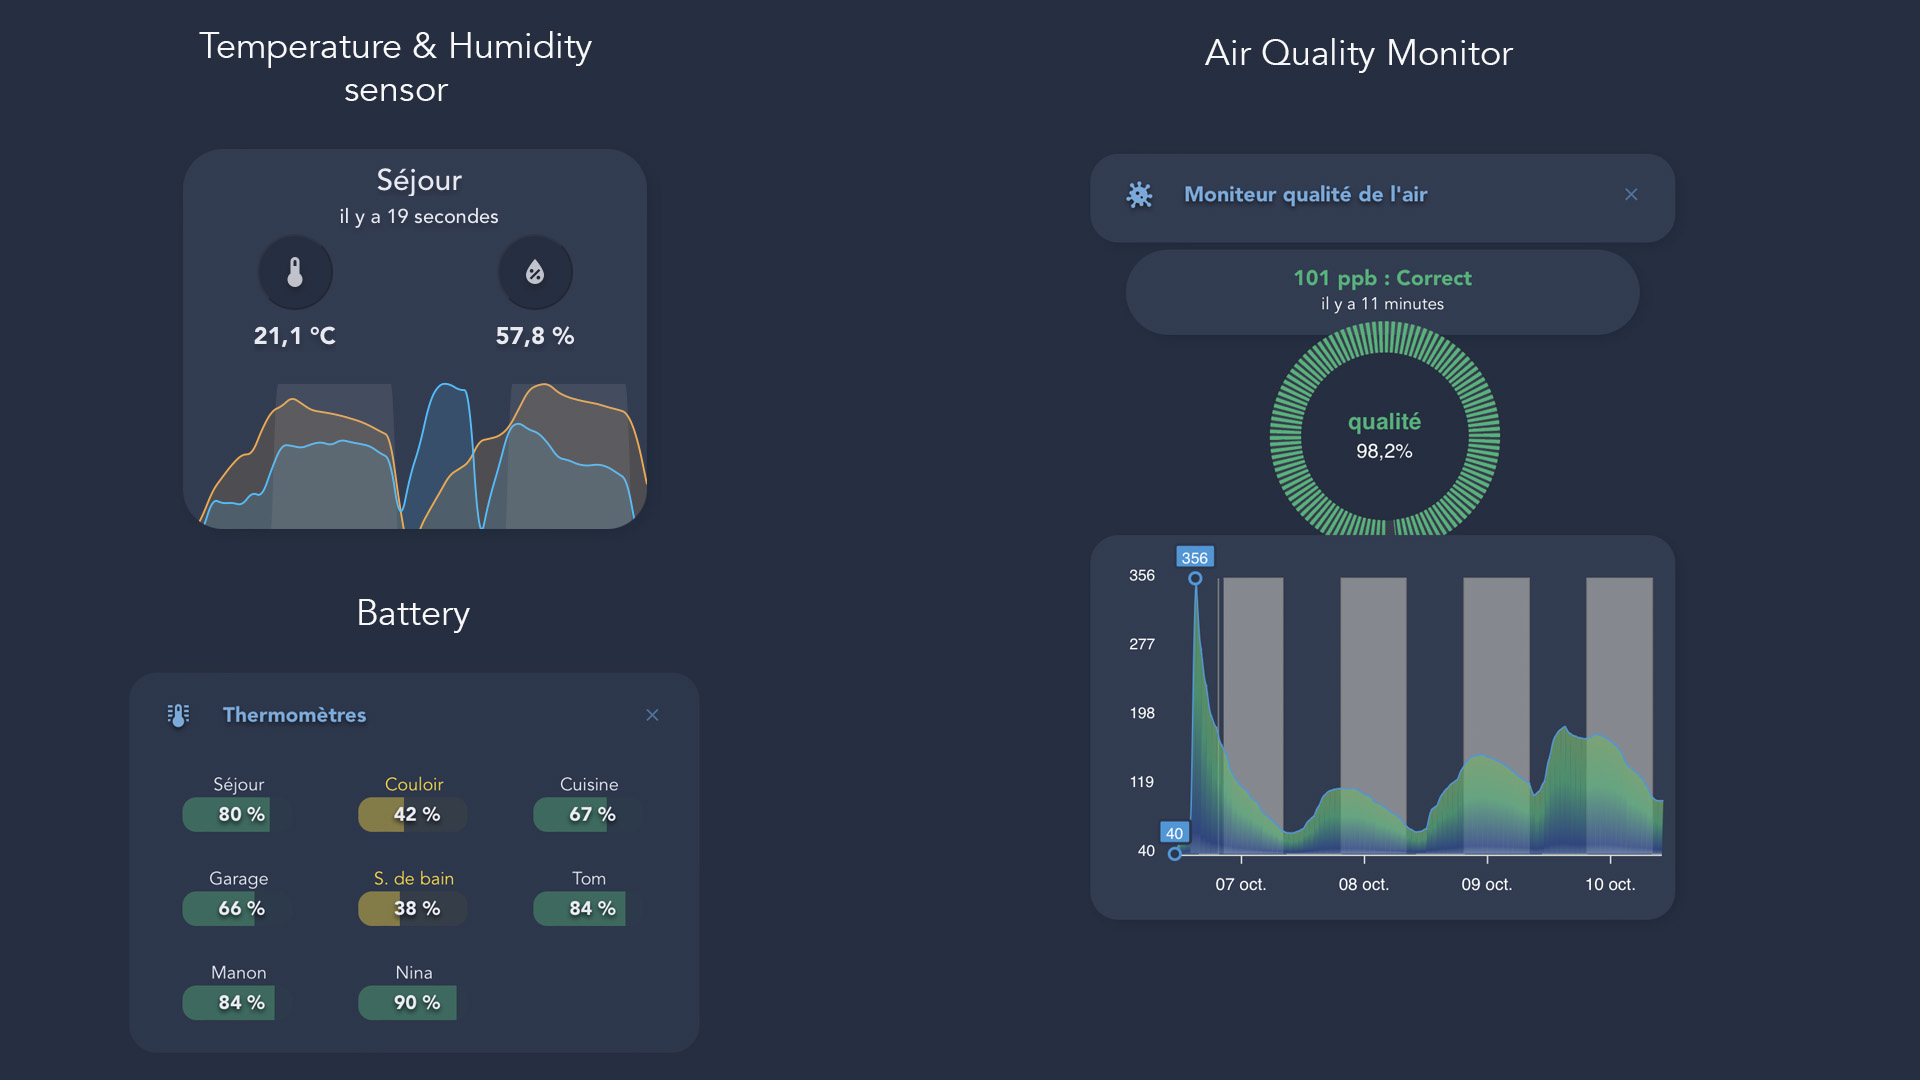 Temperature & Humidity
sensor
Séjour
il y a 19 secondes
21,1 °C
57,8 %
Battery
Thermomètres
Séjour
Couloir
Cuisine
80 %
42 %
67 %
Garage
S. de bain
Tom
66 %
38 %
84 %
Manon
Nina
84 %
90 %
Air Quality Monitor
Moniteur qualité de l'air
101 ppb : Correct
il y a 11 minutes
qualité
98,2%
356
356
277
198
119
40
40
07 oct.
08 oct.
09 oct.
10 oct.